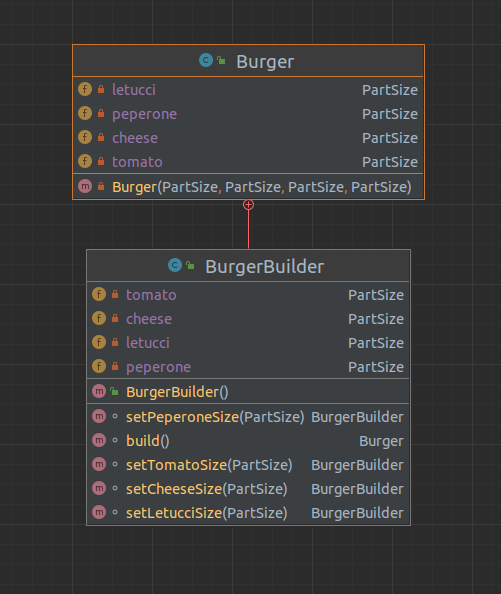 Burger
letucci PartSize
peperone PartSize
cheese PartSize
tomato PartSize
Burger(PartSize, PartSize, PartSize, PartSize)
BurgerBuilder
tomato PartSize
cheese PartSize
letucci PartSize
peperone PartSize
BurgerBuilder()
setPeperoneSize(PartSize) BurgerBuilder
build() Burger
setTomatoSize(PartSize) BurgerBuilder
setCheeseSize(PartSize) BurgerBuilder
setLetucciSize(PartSize) BurgerBuilder